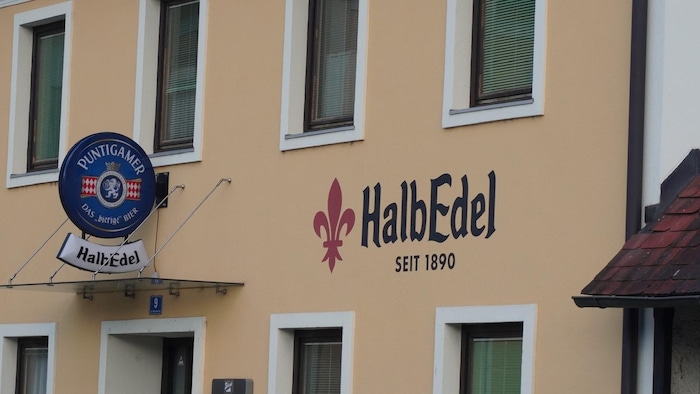 PUNTIGAMER
DAS „bierige“ BIER
HalbEdel
9
HalbEdel
SEIT 1890